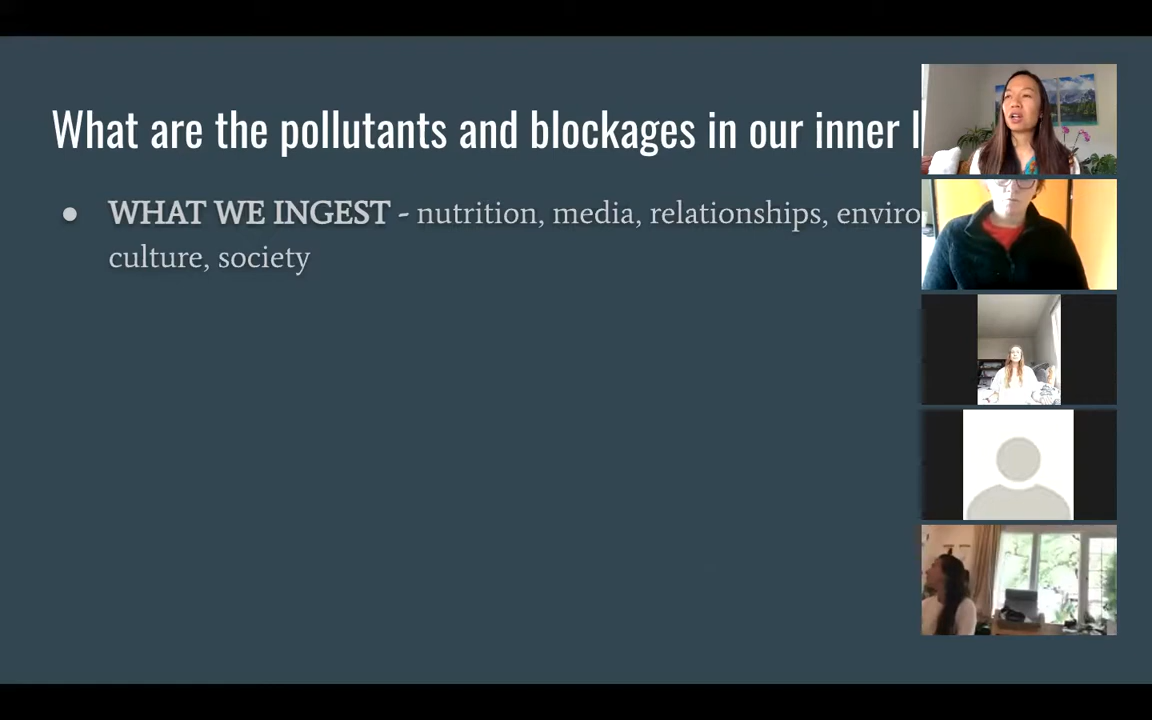 What are the pollutants and blockages in our inner
● WHAT WE INGEST - nutrition, media, relationships, enviro
culture, society